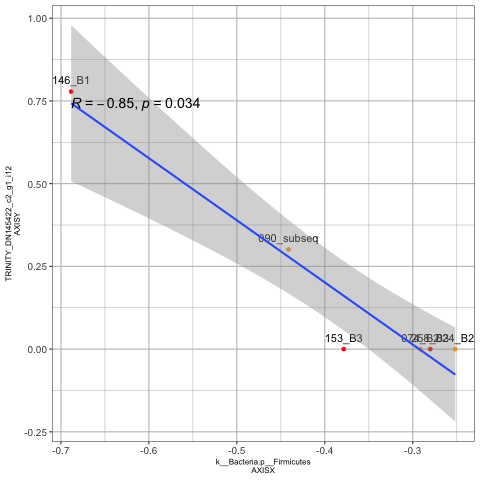 1.00
146_B1
R = −0.85, p = 0.034
0.75
0.50
090_subseq
0.25
153_B3
0.00
-0.25
-0.7
-0.6
-0.5
-0.4
-0.3
k__Bacteria.p__Firmicutes
AXISX
TRINITY_DN145422_c2_g1_i12
AXISY